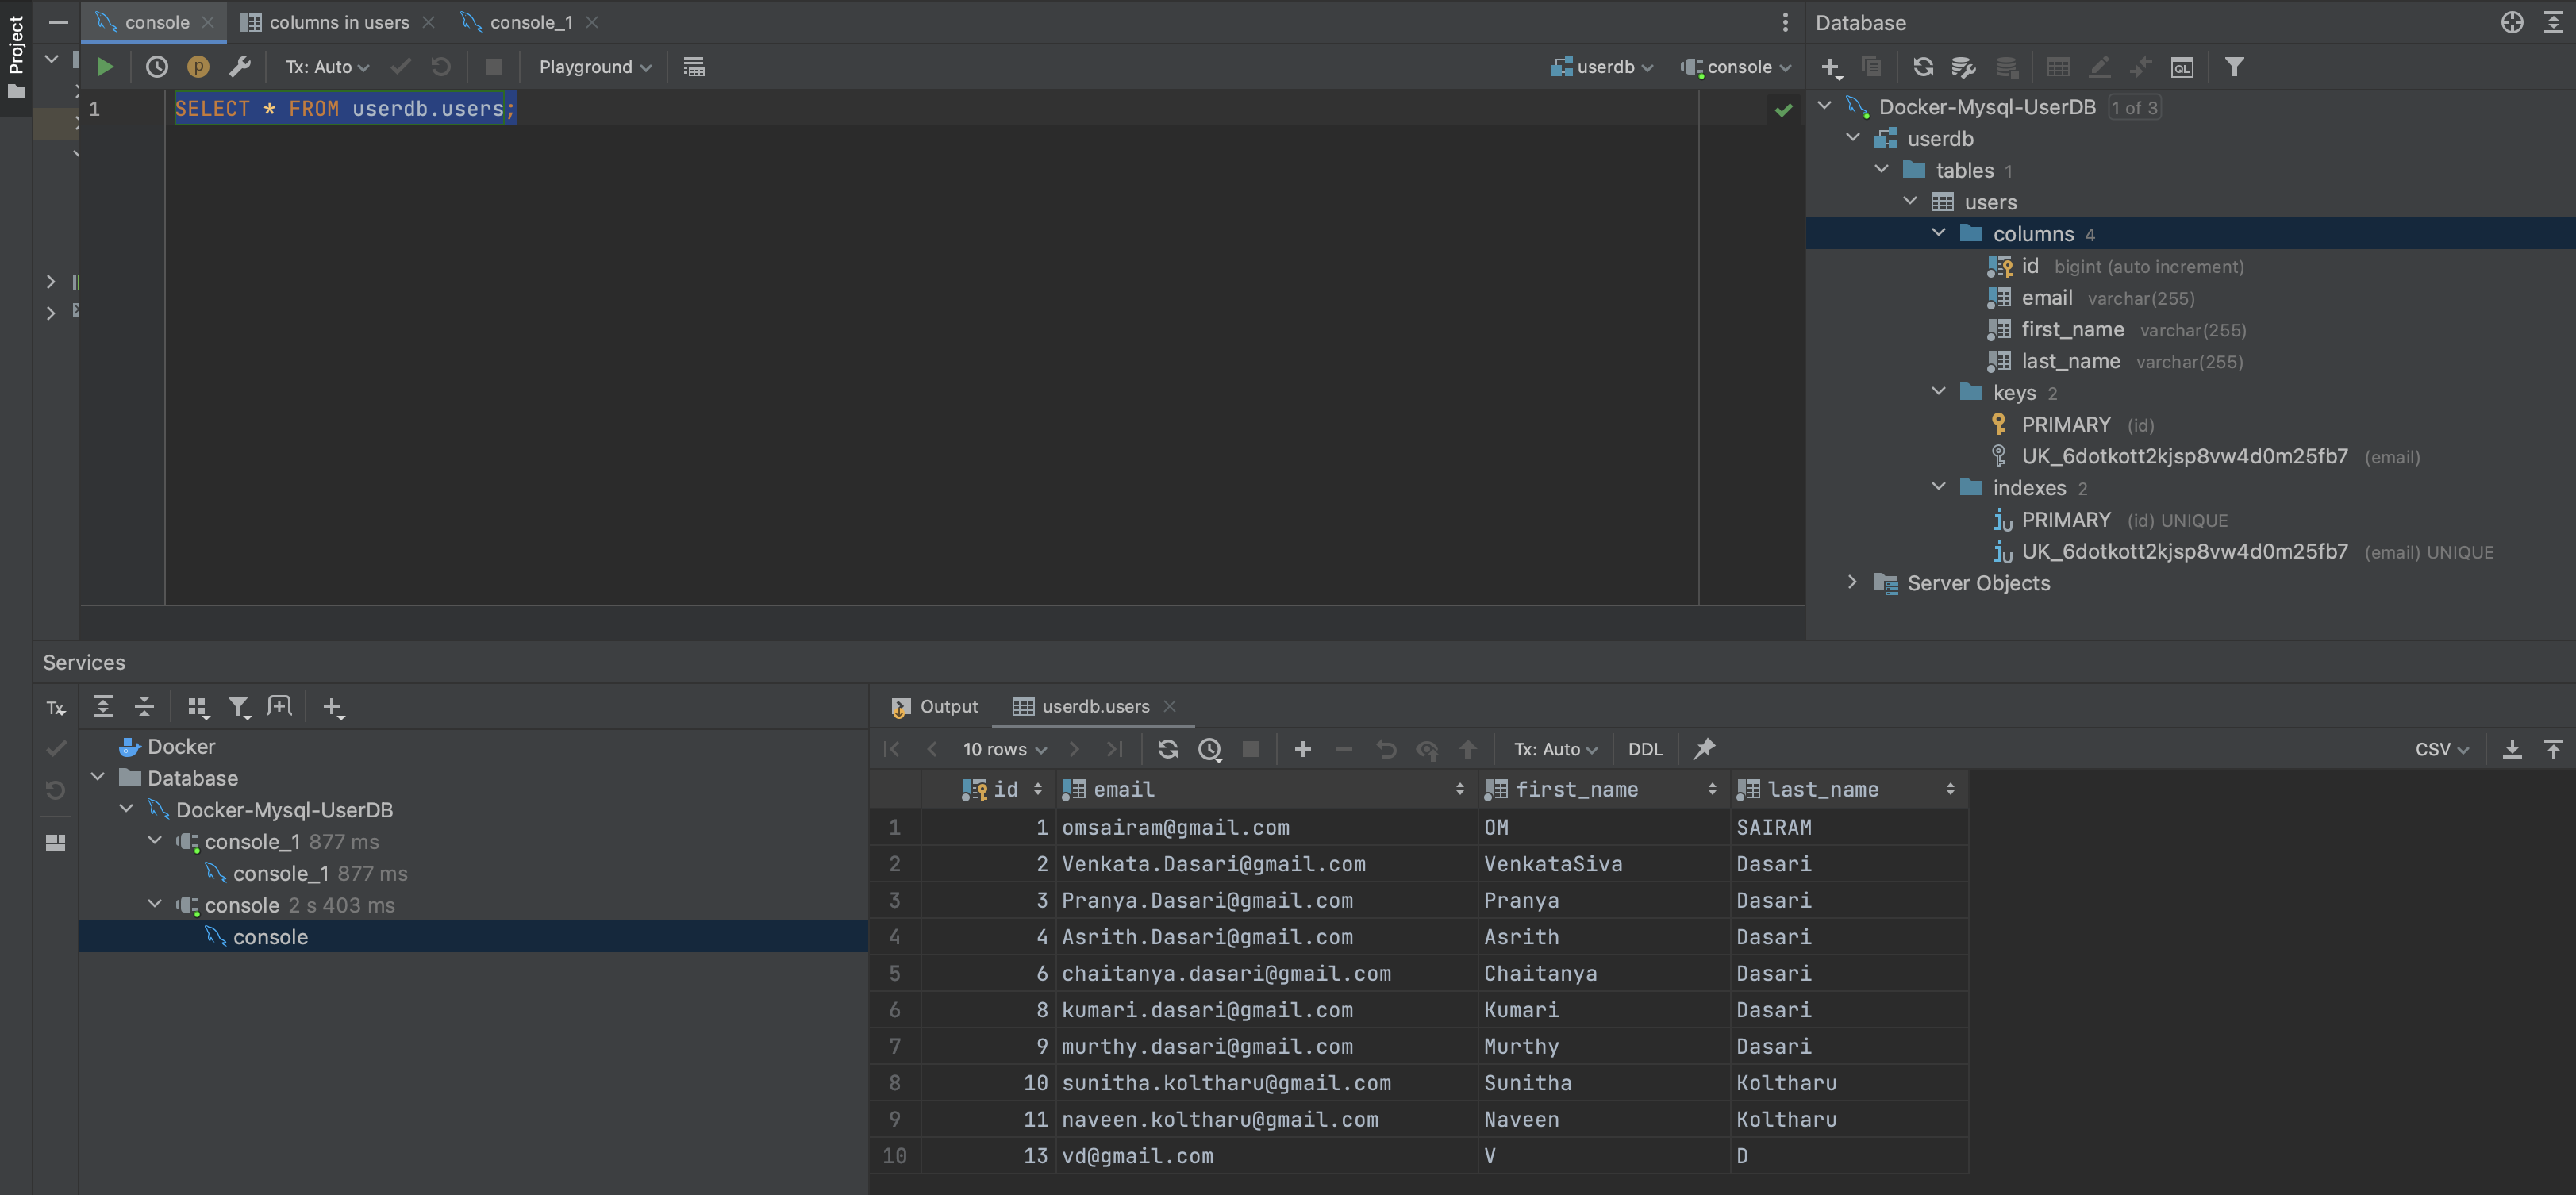 Project
console
columns in users
console_1
Tx: Auto
Playground
userdb
console
1
SELECT * FROM userdb.users;
Database
QL
Docker-Mysql-UserDB 1 of 3
userdb
tables 1
users
columns 4
id bigint (auto increment)
email varchar(255)
first_name varchar(255)
last_name varchar(255)
keys 2
PRIMARY (id)
UK_6dotkott2kjsp8vw4d0m25fb7 (email)
indexes 2
PRIMARY (id) UNIQUE
UK_6dotkott2kjsp8vw4d0m25fb7 (email) UNIQUE
Server Objects
Services
Tx
Docker
Database
Docker-Mysql-UserDB
console_1 877 ms
console_1 877 ms
console 2 s 403 ms
console
Output
userdb.users
10 rows
Tx: Auto
DDL
CSV
id email first_name last_name
1 1 omsairam@gmail.com OM SAIRAM
2 2 Venkata.Dasari@gmail.com VenkataSiva Dasari
3 3 Pranya.Dasari@gmail.com Pranya Dasari
4 4 Asrith.Dasari@gmail.com Asrith Dasari
5 6 chaitanya.dasari@gmail.com Chaitanya Dasari
6 8 kumari.dasari@gmail.com Kumari Dasari
7 9 murthy.dasari@gmail.com Murthy Dasari
8 10 sunitha.koltharu@gmail.com Sunitha Koltharu
9 11 naveen.koltharu@gmail.com Naveen Koltharu
10 13 vd@gmail.com V D